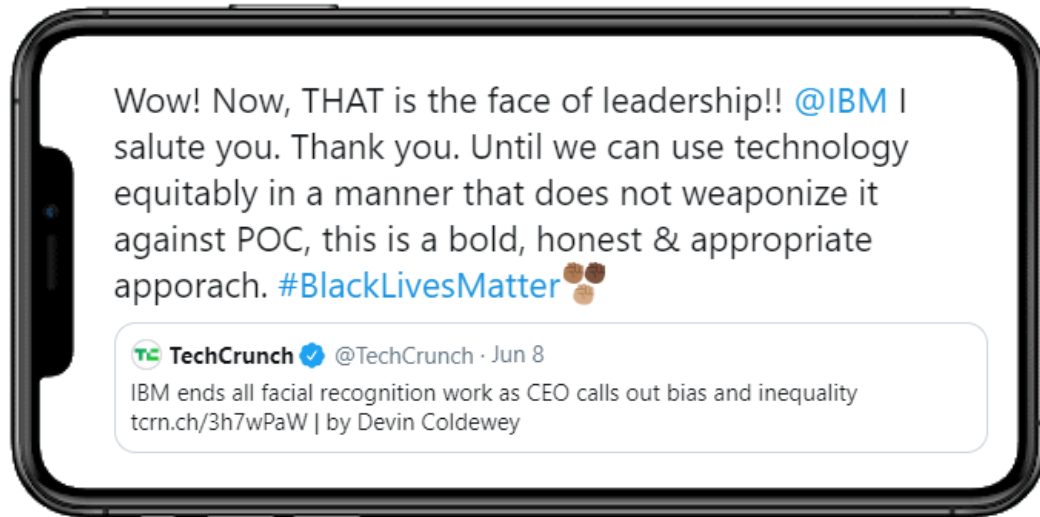 Wow! Now, THAT is the face of leadership!! @IBM I
salute you. Thank you. Until we can use technology
equitably in a manner that does not weaponize it
against POC, this is a bold, honest & appropriate
apporach. #BlackLivesMatter✊🏾✊🏿✊🏽
TC TechCrunch @TechCrunch · Jun 8
IBM ends all facial recognition work as CEO calls out bias and inequality
tcrn.ch/3h7wPaW | by Devin Coldewey